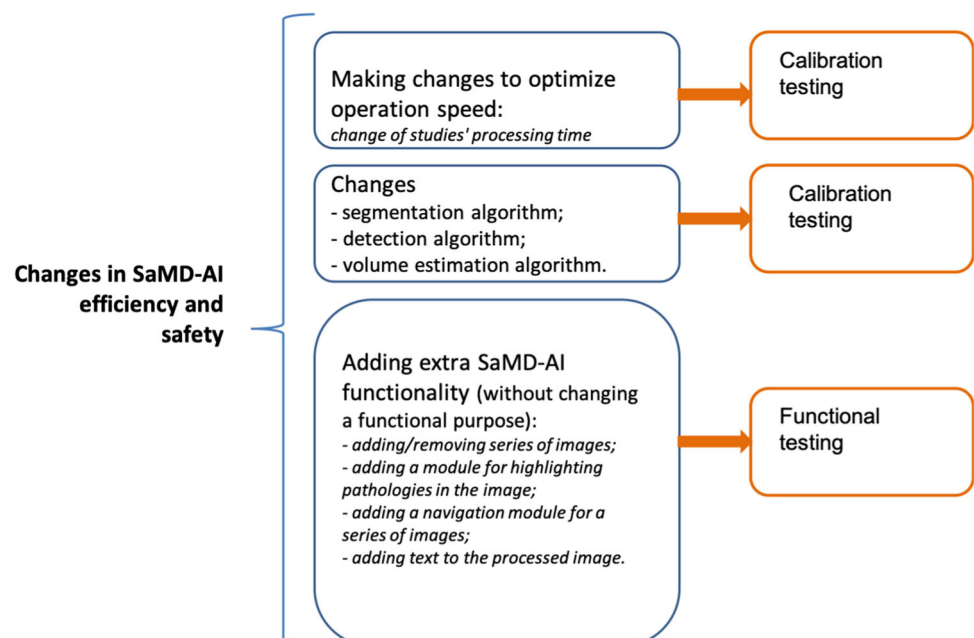 Changes in SaMD-AI
efficiency and
safety
Making changes to optimize
operation speed:
change of studies' processing time
Calibration
testing
Changes
- segmentation algorithm;
- detection algorithm;
- volume estimation algorithm.
Calibration
testing
Adding extra SaMD-AI
functionality (without changing
a functional purpose):
- adding/removing series of images;
- adding a module for highlighting
pathologies in the image;
- adding a navigation module for a
series of images;
- adding text to the processed image.
Functional
testing